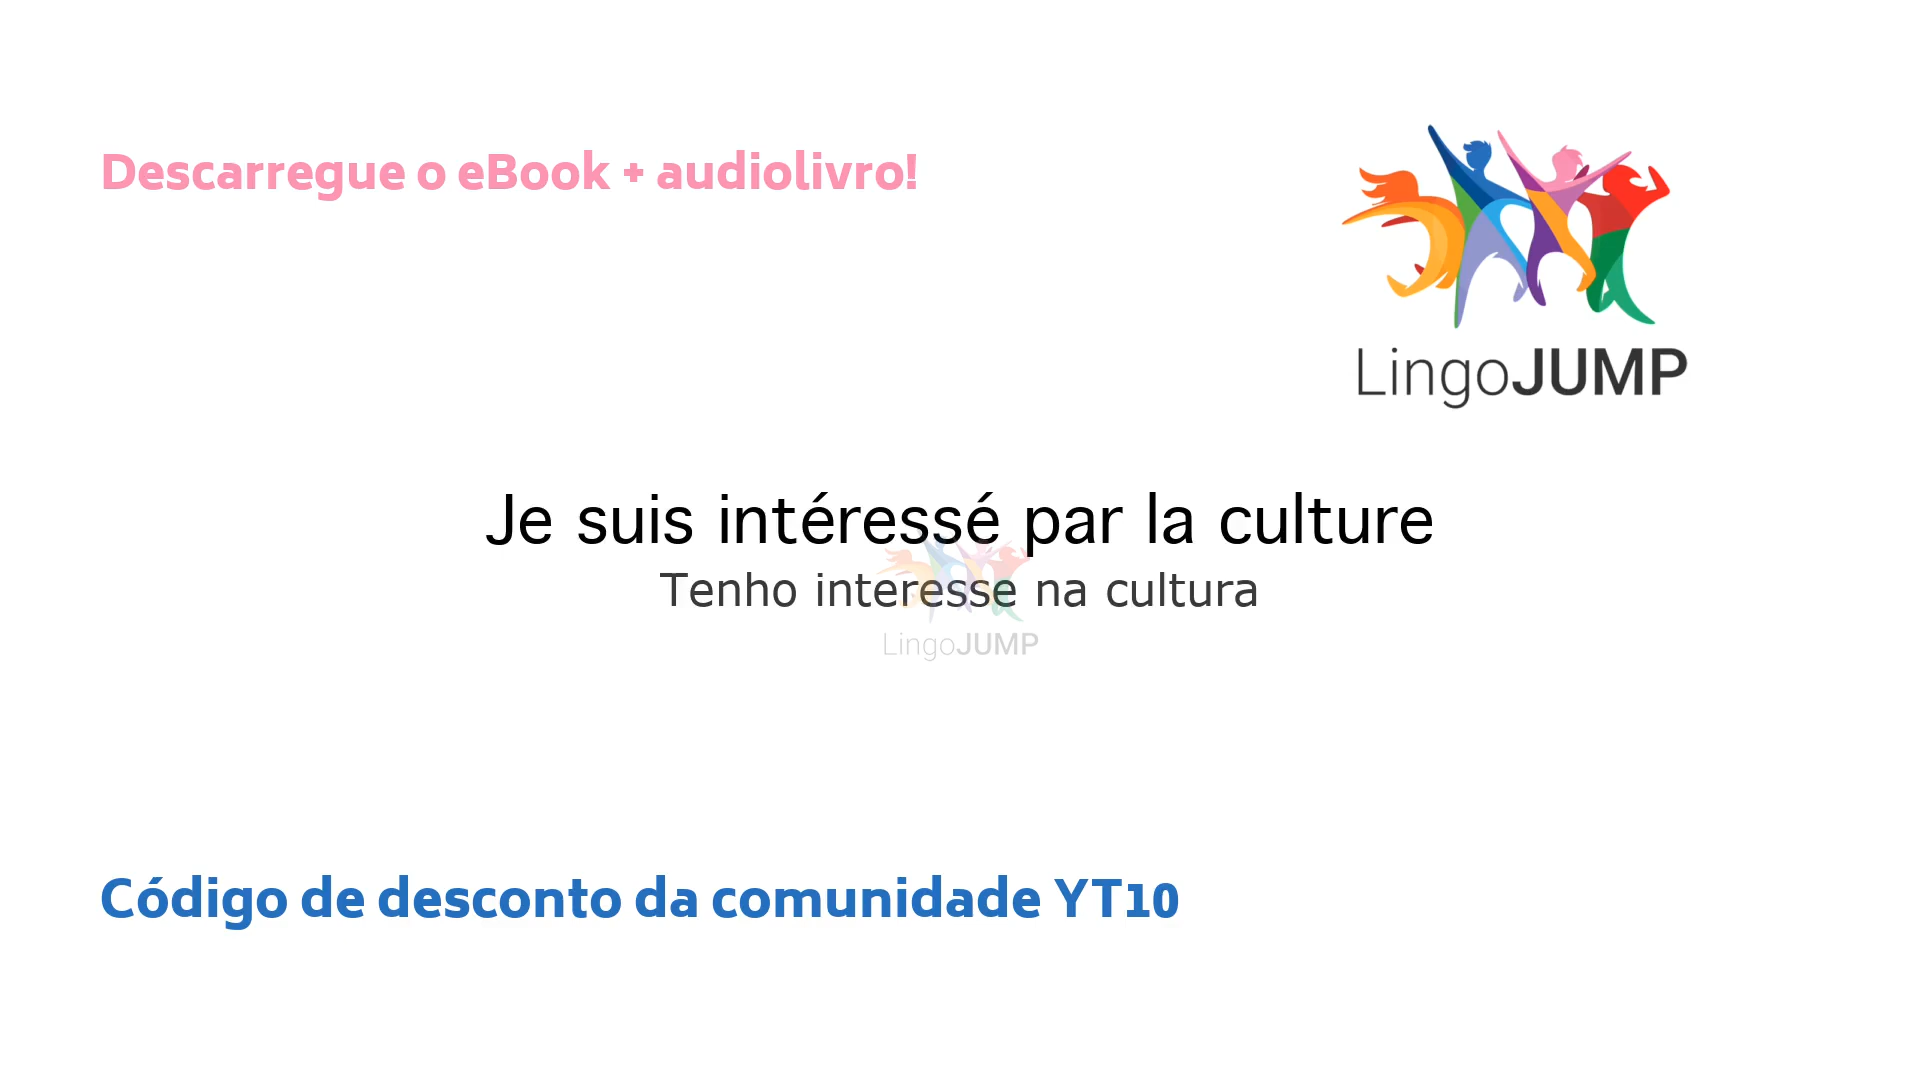 Descarregue o eBook + audiolivro!
LingoJUMP
Je suis intéressé par la culture
Tenho interesse na cultura
LingoJUMP
Código de desconto da comunidade YT10